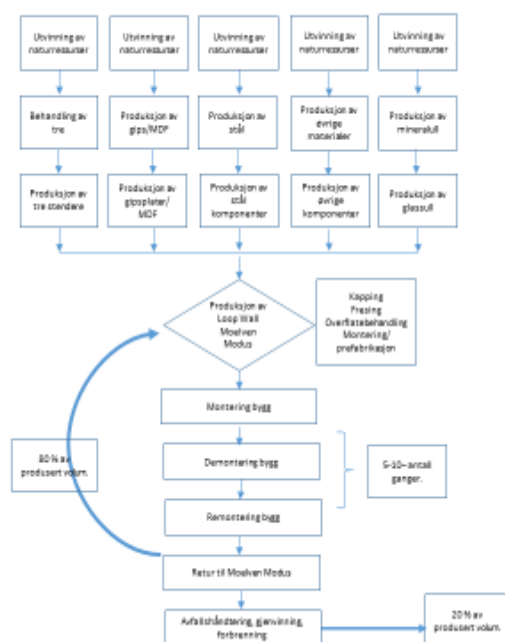 Utvinning av
naturressurser
Utvinning av
naturressurser
Utvinning av
naturressurser
Utvinning av
naturressurser
Utvinning av
naturressurser
Behandling av
tre
Produksjon av
gips/MDF
Produksjon av
stål
Produksjon av
øvrige
materialer
Produksjon av
mineralull
Produksjon av
tre stendere
Produksjon av
gipsplater/
MDF
Produksjon av
stål
komponenter
Produksjon av
øvrige
komponenter
Produksjon av
glassull
Produksjon av
Loop Wall
Moelven
Modus
Kapping
Fresing
Overflatebehandling
Montering/
prefabrikasjon
Montering bygg
80 % av
produsert volum.
Demontering bygg
5-10– antall
ganger.
Remontering bygg
Retur til Moelven Modus
Avfallshåndtering, gjenvinning,
forbrenning
20 % av
produsert volum.